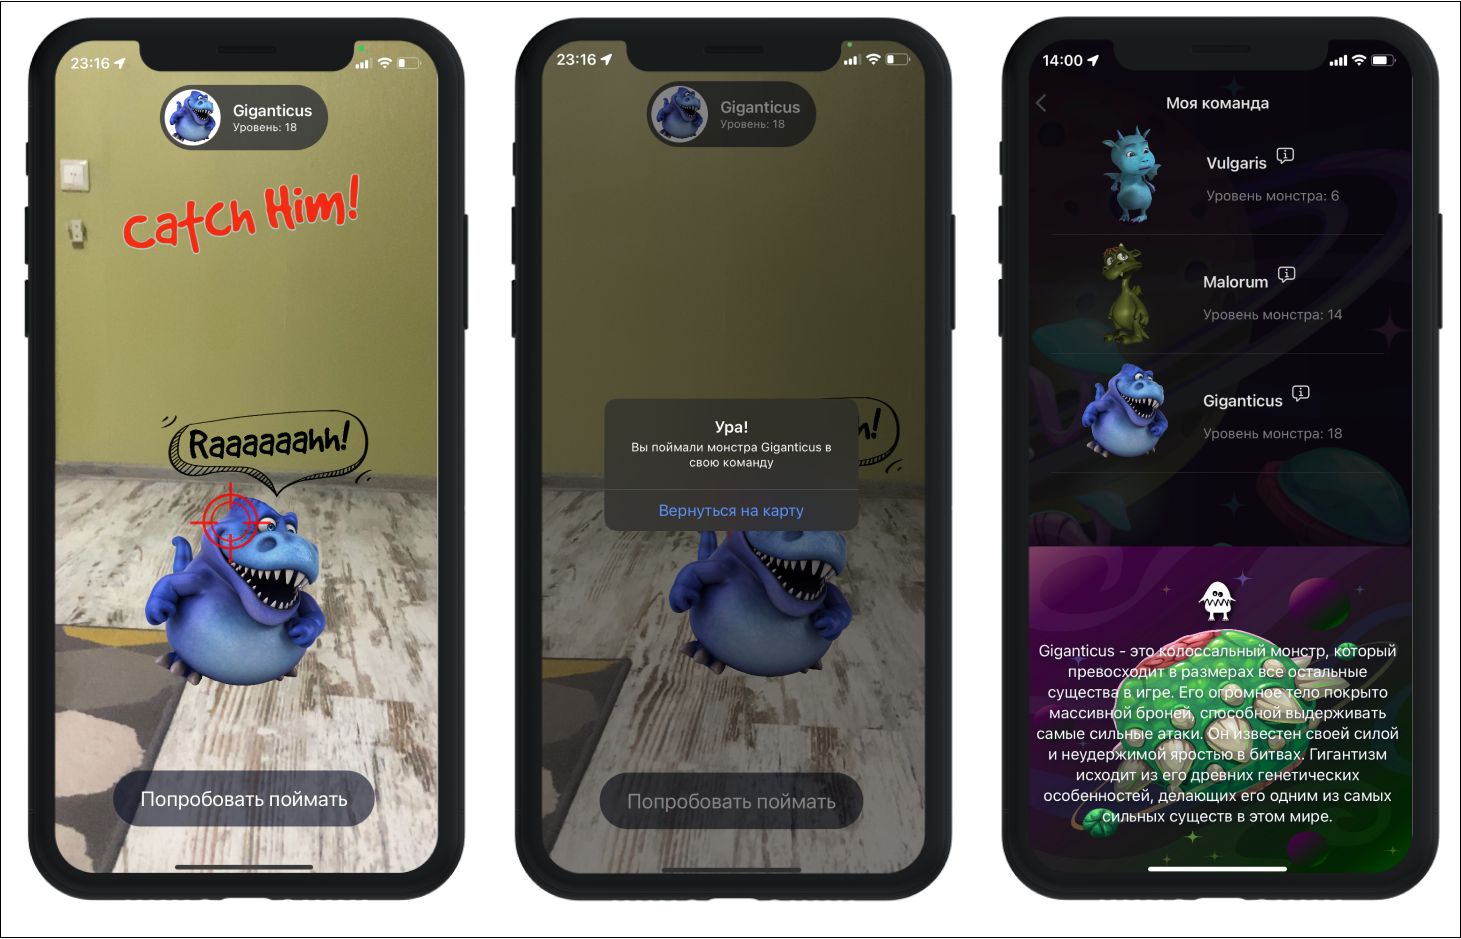 23:16
Giganticus
Уровень: 18
Catch Him!
Raaaaaahh!
Попробовать поймать
23:16
Giganticus
Уровень: 18
h!
Ура!
Вы поймали монстра Giganticus в
свою команду
Вернуться на карту
Попробовать поймать
14:00
Моя команда
Vulgaris
Уровень монстра: 6
Malorum
Уровень монстра: 14
Giganticus
Уровень монстра: 18
Giganticus - это колоссальный монстр, который
превосходит в размерах все остальные
существа в игре. Его огромное тело покрыто
массивной броней, способной выдерживать
самые сильные атаки. Он известен своей силой
и неудержимой яростью в битвах. Гигантизм
исходит из его древних генетических
особенностей, делающих его одним из самых
сильных существ в этом мире.